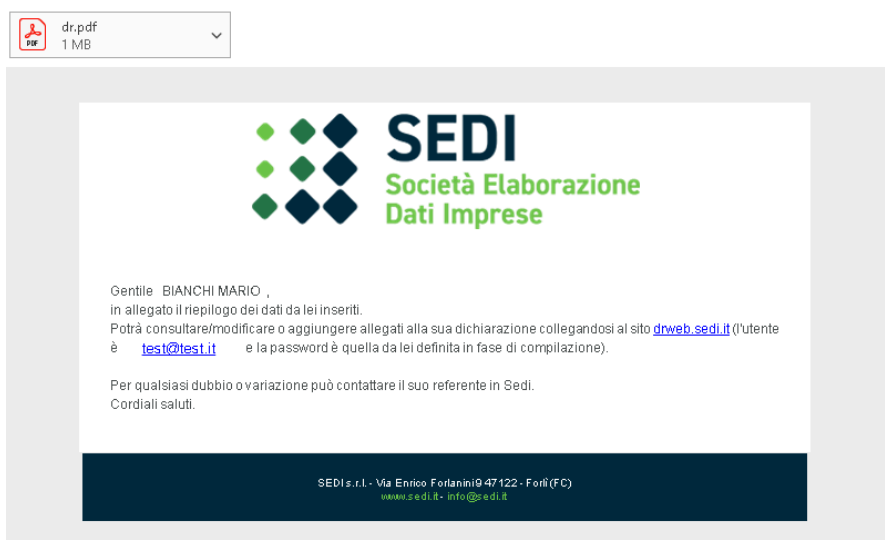 dr.pdf
1 MB
PDF
SEDI
Società Elaborazione
Dati Imprese
Gentile BIANCHI MARIO ,
in allegato il riepilogo dei dati da lei inseriti.
Potrà consultare/modificare o aggiungere allegati alla sua dichiarazione collegandosi al sito drweb.sedi.it (l'utente
è test@test.it e la password è quella da lei definita in fase di compilazione).
Per qualsiasi dubbio o variazione può contattare il suo referente in Sedi.
Cordiali saluti.
SEDI s.r.l. - Via Enrico Forlanini 9 47122 - Forlì (FC)
www.sedi.it - info@sedi.it